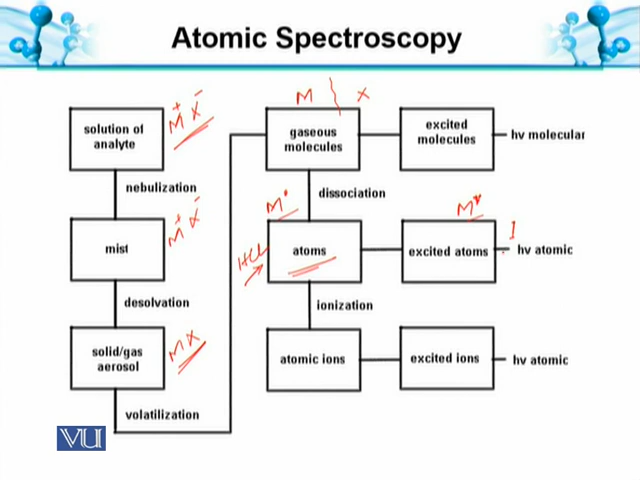 Atomic Spectroscopy
solution of
analyte
M⁺ X⁻
nebulization
mist
M⁺ X⁻
desolvation
solid/gas
aerosol
MX
volatilization
M X
gaseous
molecules
excited
molecules
hv molecular
dissociation
M°
HCL
atoms
M*
excited atoms
I
hv atomic
ionization
atomic ions
excited ions
hv atomic
VU